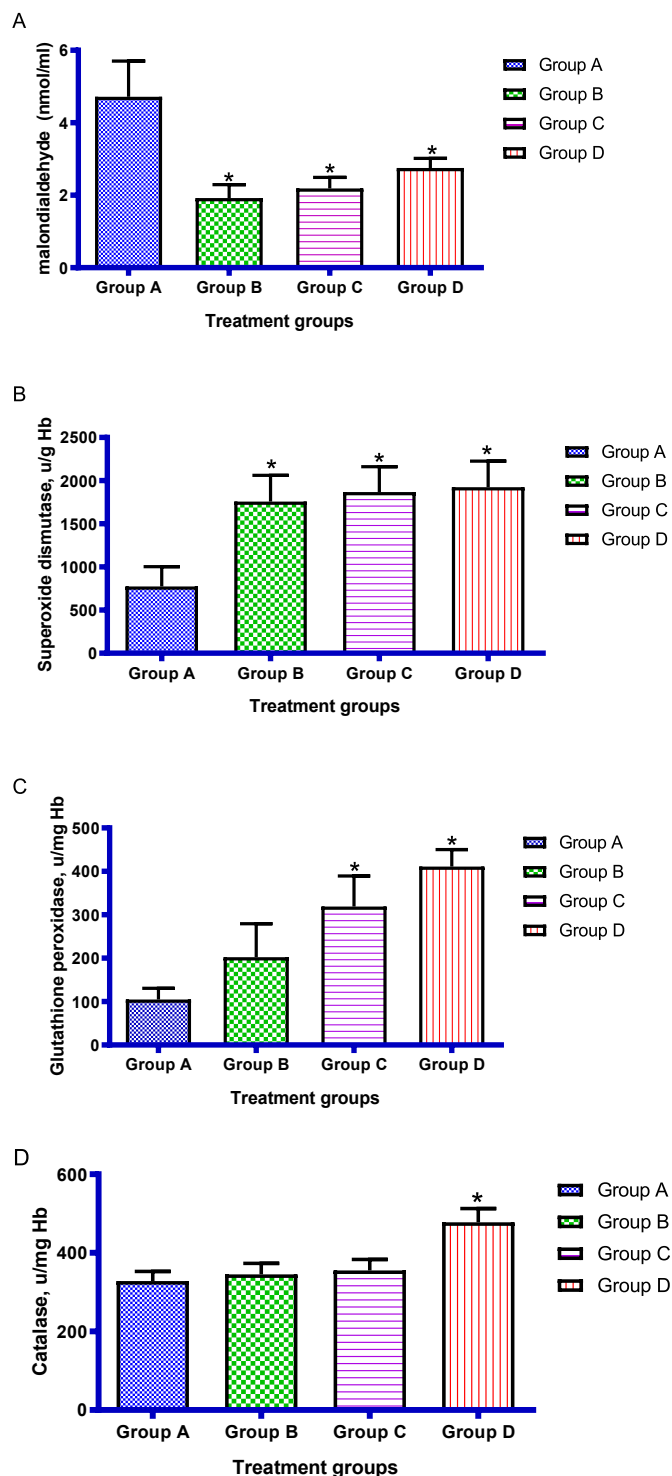 A
malondialdehyde (nmol/ml)
6
4
2
0
*
*
*
Group A
Group B
Group C
Group D
Treatment groups
Group A
Group B
Group C
Group D
B
Superoxide dismutase, u/g Hb
2500
2000
1500
1000
500
0
*
*
*
Group A
Group B
Group C
Group D
Treatment groups
Group A
Group B
Group C
Group D
C
Glutathione peroxidase, u/mg Hb
500
400
300
200
100
0
*
*
Group A
Group B
Group C
Group D
Treatment groups
Group A
Group B
Group C
Group D
D
Catalase, u/mg Hb
600
400
200
0
*
Group A
Group B
Group C
Group D
Treatment groups
Group A
Group B
Group C
Group D